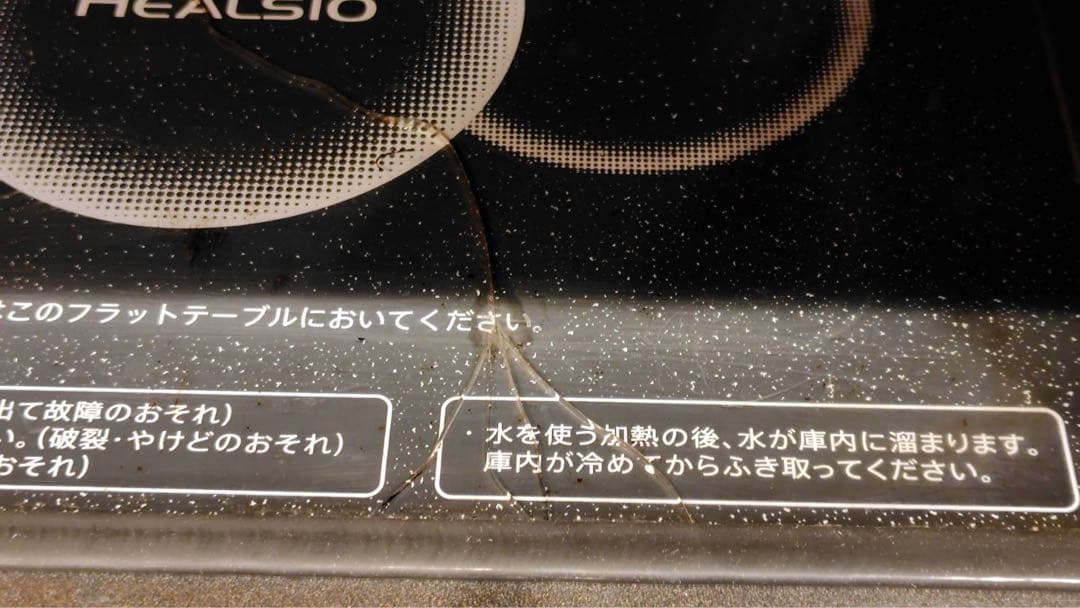 HEALSIO
はこのフラットテーブルにおいてください。
出て故障のおそれ)
い。(破裂・やけどのおそれ)
おそれ)
・水を使う加熱の後、水が庫内に溜まります。
庫内が冷めてからふき取ってください。